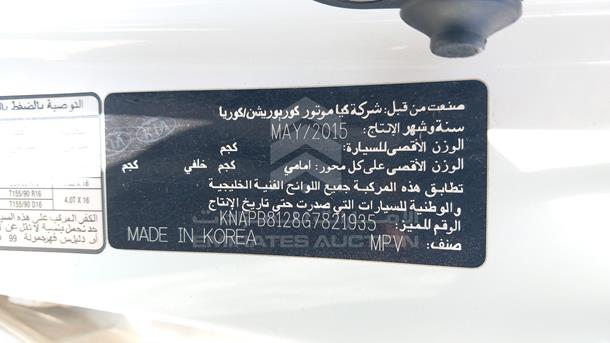 صنعت من قبل: شركة كيا موتور كوربوريشن/كوريا
سنة وشهر الإنتاج: MAY/2015
الوزن الأقصى للسيارة: كجم
الوزن الأقصى على كل محور: امامي كجم خلفي كجم
تطابق هذه المركبة جميع اللوائح الفنية الخليجية
والوطنية للسيارات التي صدرت حتى تاريخ الإنتاج
الرقم المميز: KNAPB8128G7821935
صنف: MPV MADE IN KOREA
EMIRATES AUCTION
التوصية بالضغط
T155/90 R16
T155/90 D16
4.0T X 16